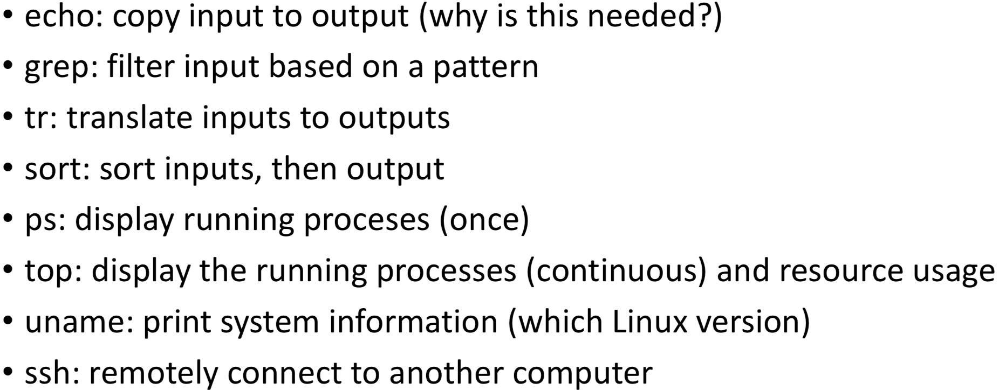 • echo: copy input to output (why is this needed?)
• grep: filter input based on a pattern
• tr: translate inputs to outputs
• sort: sort inputs, then output
• ps: display running proceses (once)
• top: display the running processes (continuous) and resource usage
• uname: print system information (which Linux version)
• ssh: remotely connect to another computer